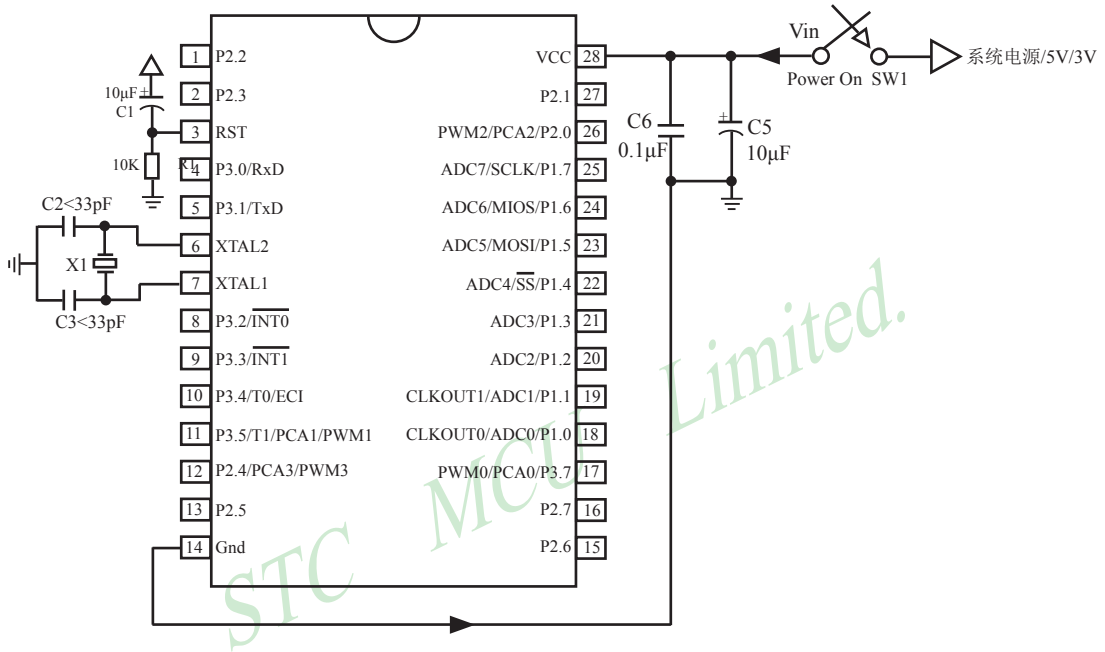 1 P2.2
2 P2.3
3 RST
4 P3.0/RxD
5 P3.1/TxD
6 XTAL2
7 XTAL1
8 P3.2/INT0
9 P3.3/INT1
10 P3.4/T0/ECI
11 P3.5/T1/PCA1/PWM1
12 P2.4/PCA3/PWM3
13 P2.5
14 Gnd
VCC 28
P2.1 27
PWM2/PCA2/P2.0 26
ADC7/SCLK/P1.7 25
ADC6/MIOS/P1.6 24
ADC5/MOSI/P1.5 23
ADC4/SS/P1.4 22
ADC3/P1.3 21
ADC2/P1.2 20
CLKOUT1/ADC1/P1.1 19
CLKOUT0/ADC0/P1.0 18
PWM0/PCA0/P3.7 17
P2.7 16
P2.6 15
10μF+
C1
10K R1
C2<33pF
X1
C3<33pF
C6
0.1μF
+ C5
10μF
Vin
Power On SW1
系统电源/5V/3V
STC MCU Limited.